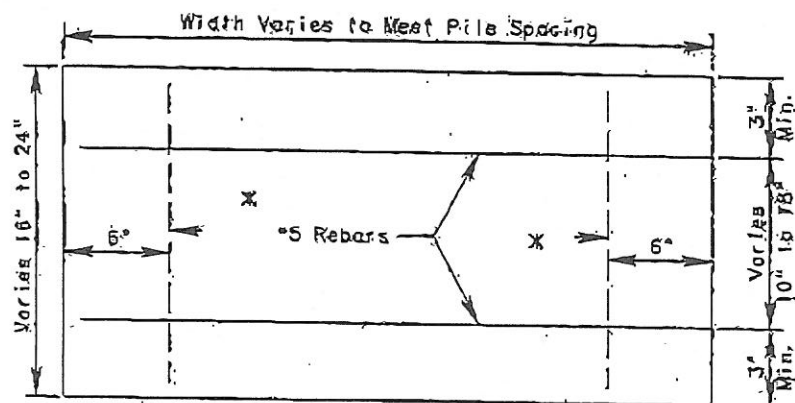 Width Varies to Meet Pile Spacing
Varies 16" to 24"
3" Min.
6"
*
#5 Rebars
*
6"
Varies 10" to 18"
3" Min.